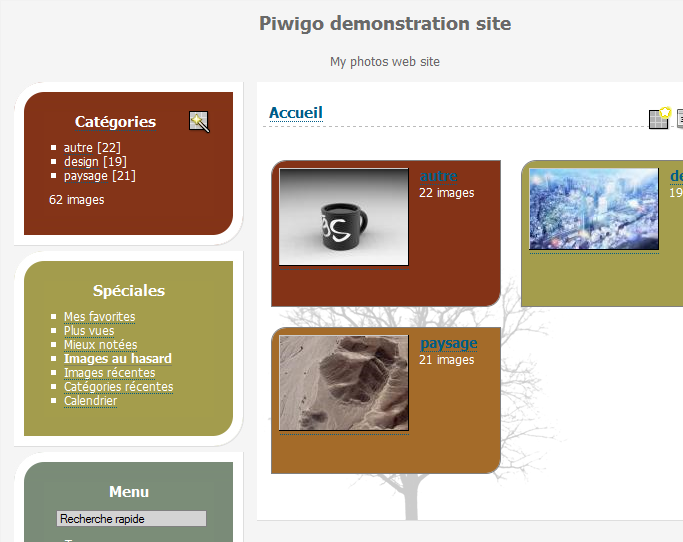 Piwigo demonstration site
My photos web site
Catégories
autre [22]
design [19]
paysage [21]
62 images
Spéciales
Mes favorites
Plus vues
Mieux notées
Images au hasard
Images récentes
Catégories récentes
Calendrier
Menu
Recherche rapide
Accueil
autre
22 images
de
19
paysage
21 images